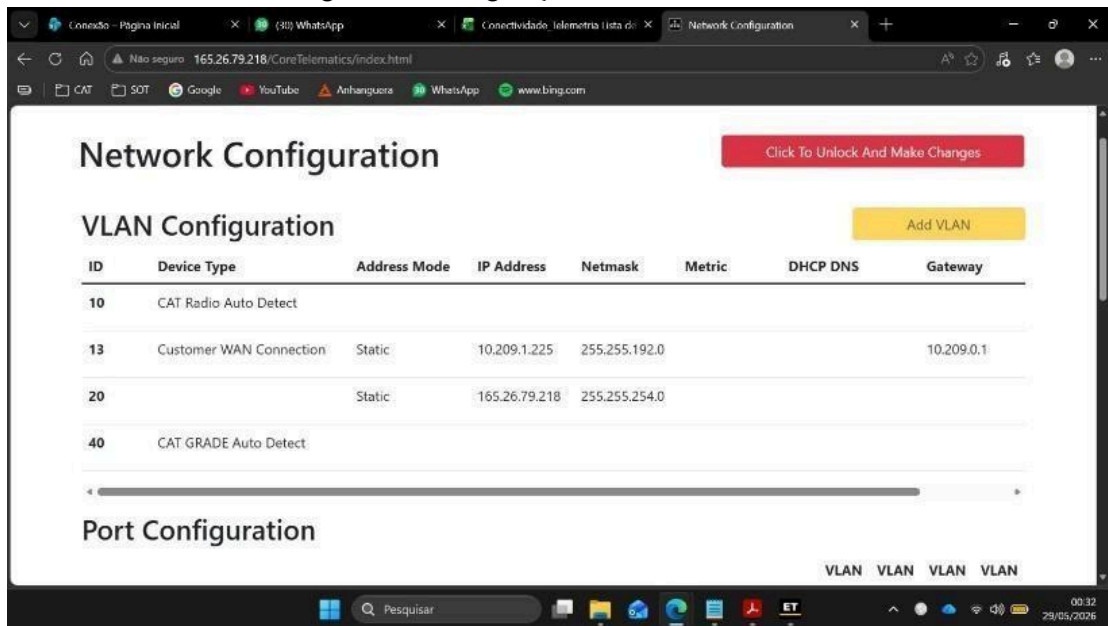 Conexão - Página Inicial
(30) WhatsApp
Conectividade_Telemetria Lista de
Network Configuration
Não seguro 165.26.79.218/CoreTelematics/index.html
CAT SOT Google YouTube Anhanguera WhatsApp www.bing.com
Network Configuration
Click To Unlock And Make Changes
VLAN Configuration
Add VLAN
ID Device Type Address Mode IP Address Netmask Metric DHCP DNS Gateway
10 CAT Radio Auto Detect
13 Customer WAN Connection Static 10.209.1.225 255.255.192.0 10.209.0.1
20 Static 165.26.79.218 255.255.254.0
40 CAT GRADE Auto Detect
Port Configuration
VLAN VLAN VLAN VLAN
Pesquisar
ET
00:32
29/05/2026